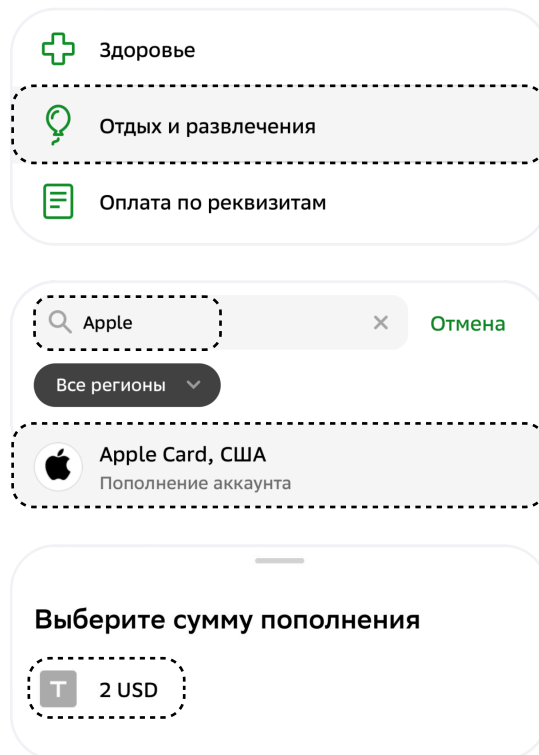 Здоровье
Отдых и развлечения
Оплата по реквизитам
Apple
Отмена
Все регионы
Apple Card, США
Пополнение аккаунта
Выберите сумму пополнения
T 2 USD